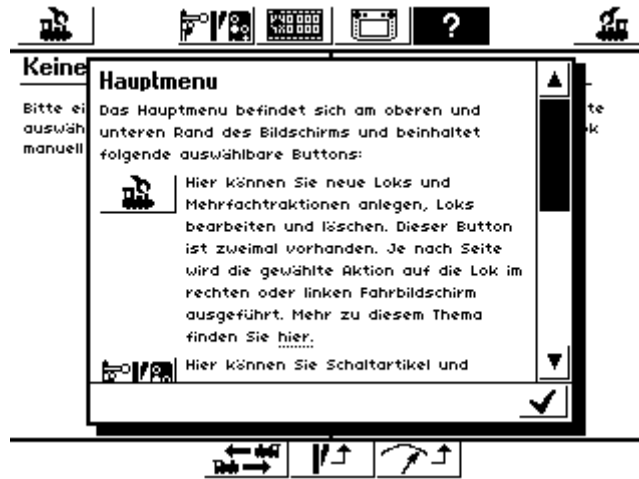 ?
Keine
Bitte ei
te
auswäh
k
manuell
Hauptmenu
Das Hauptmenu befindet sich am oberen und
unteren Rand des Bildschirms und beinhaltet
folgende auswählbare Buttons:
Hier können Sie neue Loks und
Mehrfachtraktionen anlegen, Loks
bearbeiten und löschen. Dieser Button
ist zweimal vorhanden. Je nach Seite
wird die gewählte Aktion auf die Lok im
rechten oder linken Fahrbildschirm
ausgeführt. Mehr zu diesem Thema
finden Sie hier.
Hier können Sie Schaltartikel und